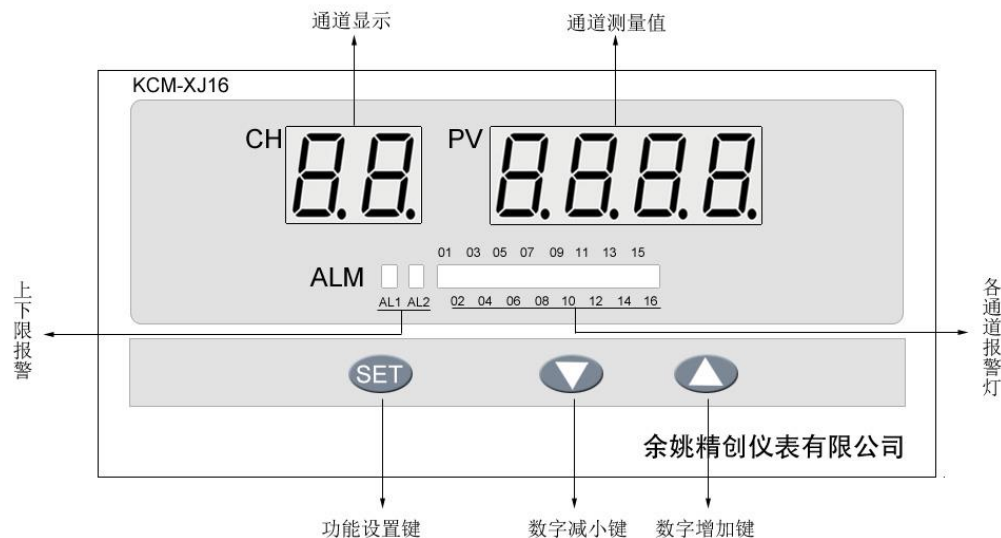 通道显示
通道测量值
KCM-XJ16
CH
PV
01 03 05 07 09 11 13 15
ALM
AL1 AL2
02 04 06 08 10 12 14 16
上下限报警
各通道报警灯
SET
余姚精创仪表有限公司
功能设置键
数字减小键
数字增加键